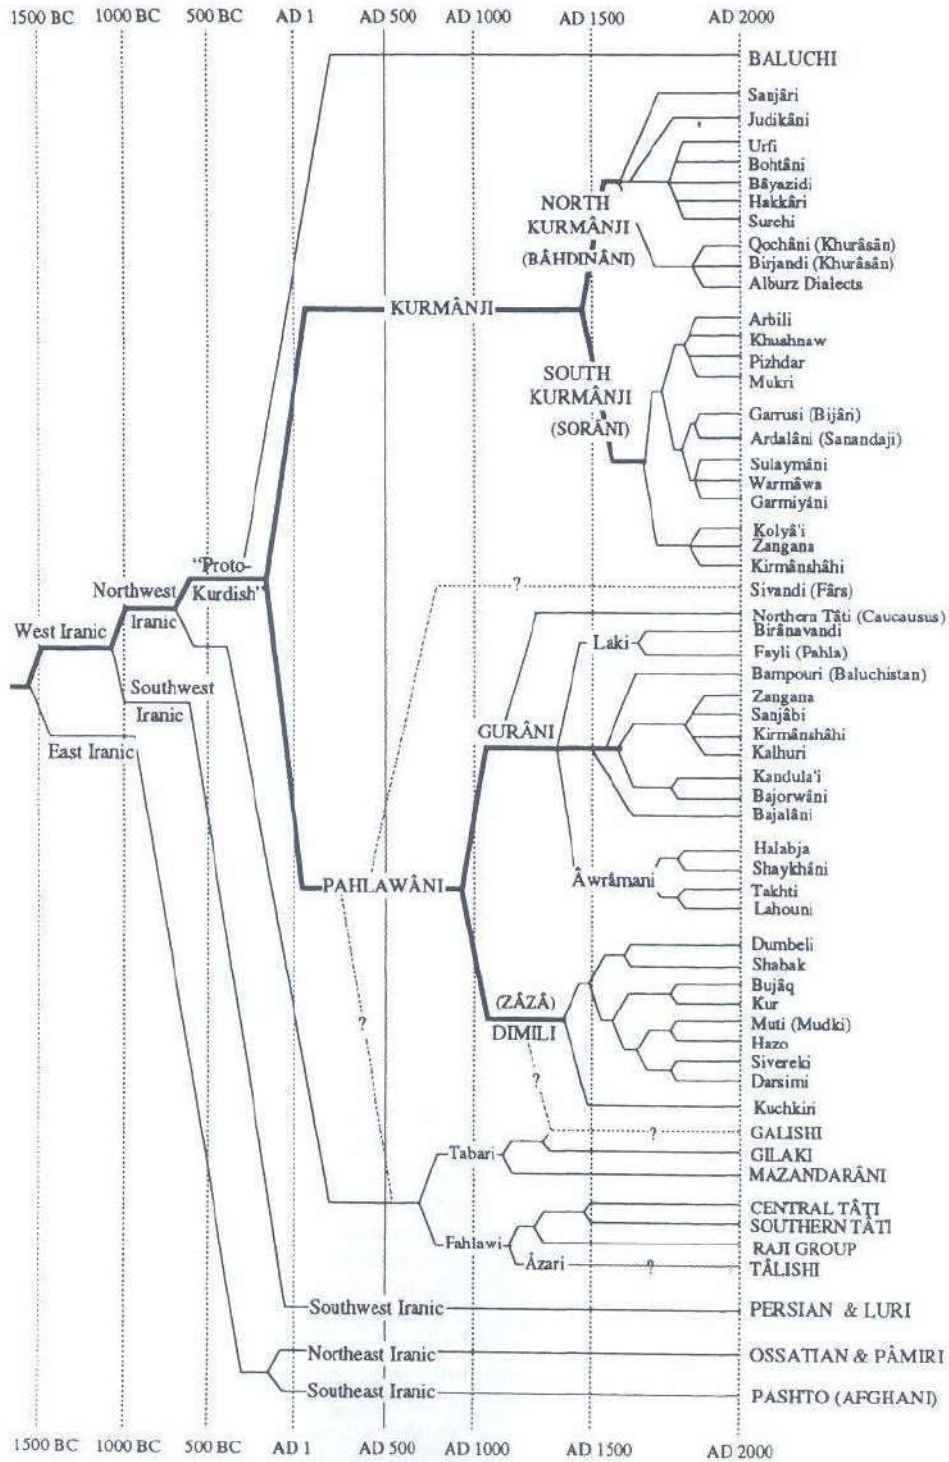 1500 BC 1000 BC 500 BC AD 1 AD 500 AD 1000 AD 1500 AD 2000
BALUCHI
Sanjâri
Judikâni
Urfi
Bohtâni
Bâyazidi
Hakkâri
Surchi
NORTH
KURMÂNJI
(BÂHDINÂNI)
Qochâni (Khurâsân)
Birjandi (Khurâsân)
Alburz Dialects
KURMÂNJI
Arbili
Khushnaw
Pizhdar
Mukri
SOUTH
KURMÂNJI
(SORÂNI)
Garrusi (Bijâri)
Ardalâni (Sanandaji)
Sulaymâni
Warmâwa
Garmiyâni
Kolyâ'i
Zangana
Kirmânshâhi
"Proto-
Kurdish"
Northwest
Iranic
West Iranic
Southwest
Iranic
East Iranic
?
Sivandi (Fârs)
Northern Tâti (Caucausus)
Laki
Birânavandi
Fayli (Pahla)
Bampouri (Baluchistan)
GURÂNI
Zangana
Sanjâbi
Kirmânshâhi
Kalhuri
Kandula'i
Bajorwâni
Bajalâni
Halabja
Shaykhâni
Âwrâmani
Takhti
Lahouni
PAHLAWÂNI
Dumbeli
Shabak
Bujâq
Kur
(ZÂZÂ)
DIMILI
Muti (Mudki)
Hazo
Sivereki
Darsimi
Kuchkiri
?
?
?
GALISHI
Tabari
GILAKI
MAZANDARÂNI
CENTRAL TÂTI
SOUTHERN TÂTI
Fahlawi
RAJI GROUP
Âzari
?
TÂLISHI
Southwest Iranic
PERSIAN & LURI
Northeast Iranic
OSSATIAN & PÂMIRI
Southeast Iranic
PASHTO (AFGHANI)
1500 BC 1000 BC 500 BC AD 1 AD 500 AD 1000 AD 1500 AD 2000